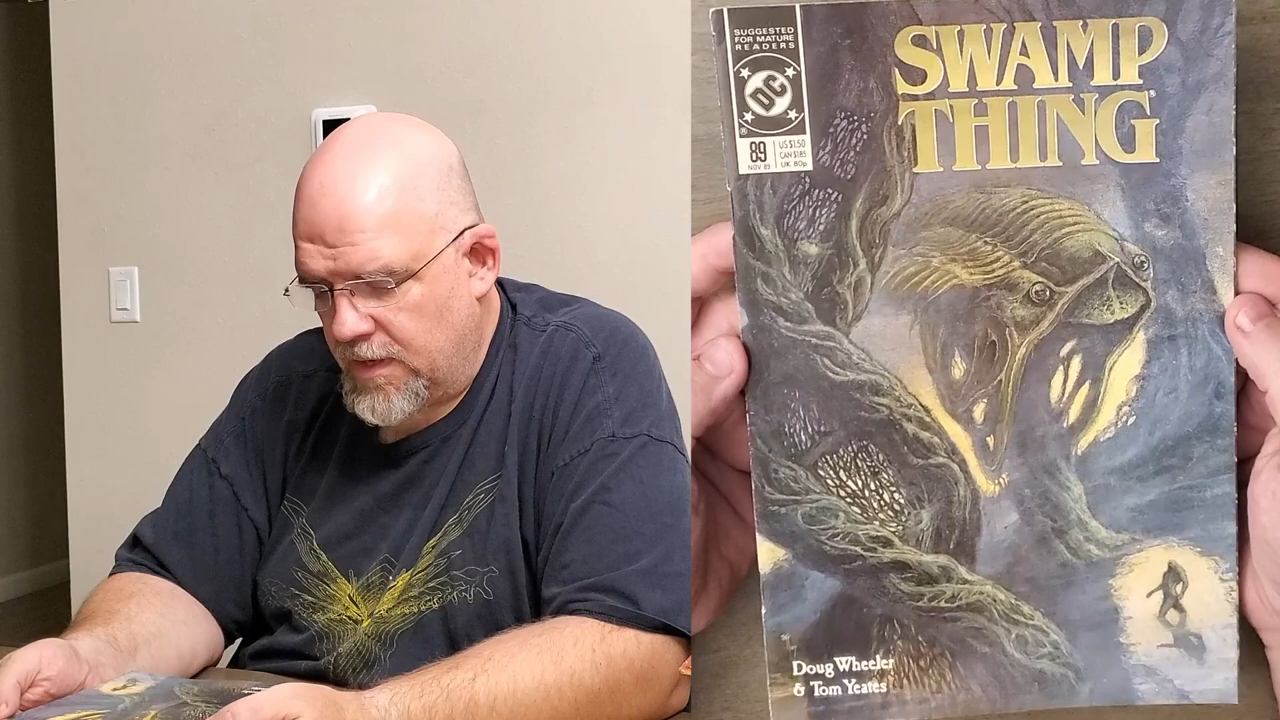 SUGGESTED
FOR MATURE
READERS
DC
89
NOV 89
US $1.50
CAN $1.85
UK 80p
SWAMP
THING
Doug Wheeler
& Tom Yeates